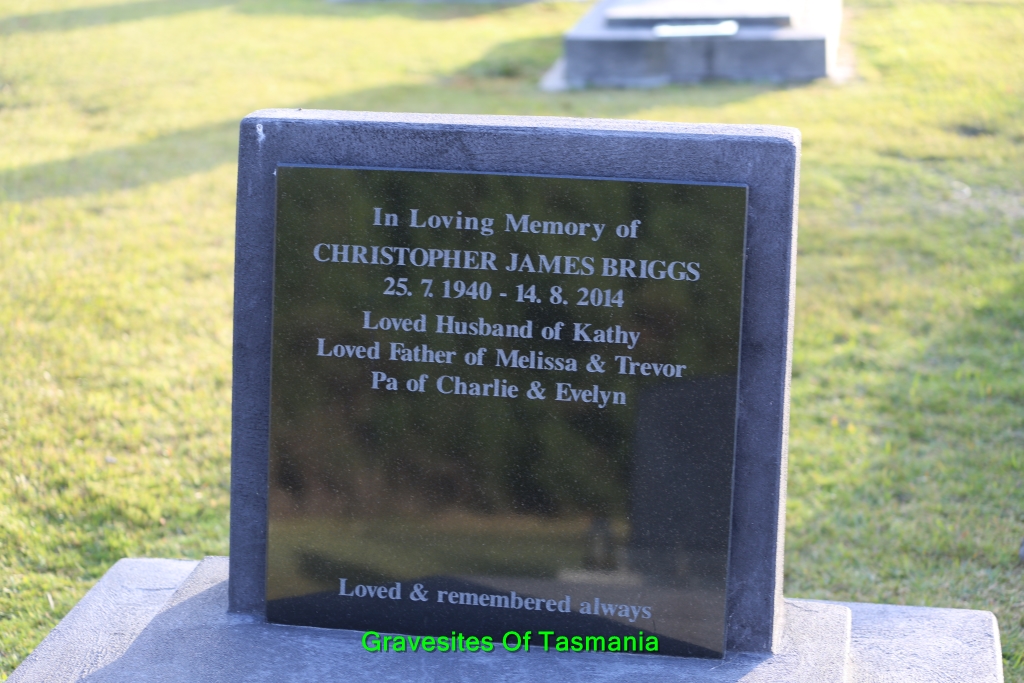 In Loving Memory of
CHRISTOPHER JAMES BRIGGS
25. 7. 1940 - 14. 8. 2014
Loved Husband of Kathy
Loved Father of Melissa & Trevor
Pa of Charlie & Evelyn
Loved & remembered always
Gravesites Of Tasmania